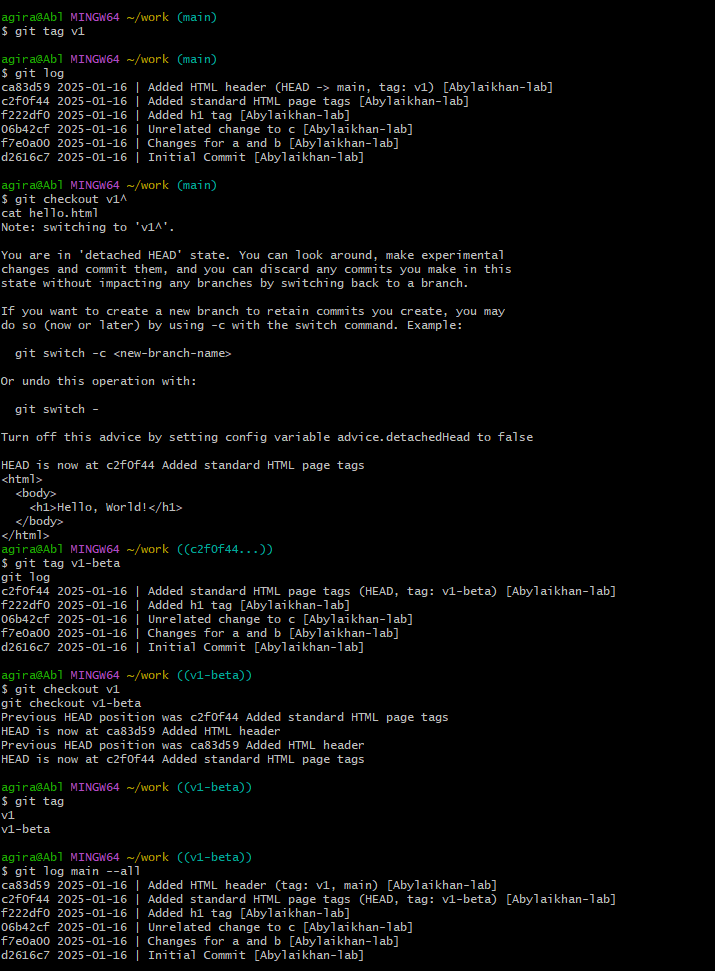 agira@Abl MINGW64 ~/work (main)
$ git tag v1
agira@Abl MINGW64 ~/work (main)
$ git log
ca83d59 2025-01-16 | Added HTML header (HEAD -> main, tag: v1) [Abylaikhan-lab]
c2f0f44 2025-01-16 | Added standard HTML page tags [Abylaikhan-lab]
f222df0 2025-01-16 | Added h1 tag [Abylaikhan-lab]
06b42cf 2025-01-16 | Unrelated change to c [Abylaikhan-lab]
f7e0a00 2025-01-16 | Changes for a and b [Abylaikhan-lab]
d2616c7 2025-01-16 | Initial Commit [Abylaikhan-lab]
agira@Abl MINGW64 ~/work (main)
$ git checkout v1^
cat hello.html
Note: switching to 'v1^'.
You are in 'detached HEAD' state. You can look around, make experimental
changes and commit them, and you can discard any commits you make in this
state without impacting any branches by switching back to a branch.
If you want to create a new branch to retain commits you create, you may
do so (now or later) by using -c with the switch command. Example:
  git switch -c <new-branch-name>
Or undo this operation with:
  git switch -
Turn off this advice by setting config variable advice.detachedHead to false
HEAD is now at c2f0f44 Added standard HTML page tags
<html>
  <body>
    <h1>Hello, World!</h1>
  </body>
</html>
agira@Abl MINGW64 ~/work ((c2f0f44...))
$ git tag v1-beta
git log
c2f0f44 2025-01-16 | Added standard HTML page tags (HEAD, tag: v1-beta) [Abylaikhan-lab]
f222df0 2025-01-16 | Added h1 tag [Abylaikhan-lab]
06b42cf 2025-01-16 | Unrelated change to c [Abylaikhan-lab]
f7e0a00 2025-01-16 | Changes for a and b [Abylaikhan-lab]
d2616c7 2025-01-16 | Initial Commit [Abylaikhan-lab]
agira@Abl MINGW64 ~/work ((v1-beta))
$ git checkout v1
git checkout v1-beta
Previous HEAD position was c2f0f44 Added standard HTML page tags
HEAD is now at ca83d59 Added HTML header
Previous HEAD position was ca83d59 Added HTML header
HEAD is now at c2f0f44 Added standard HTML page tags
agira@Abl MINGW64 ~/work ((v1-beta))
$ git tag
v1
v1-beta
agira@Abl MINGW64 ~/work ((v1-beta))
$ git log main --all
ca83d59 2025-01-16 | Added HTML header (tag: v1, main) [Abylaikhan-lab]
c2f0f44 2025-01-16 | Added standard HTML page tags (HEAD, tag: v1-beta) [Abylaikhan-lab]
f222df0 2025-01-16 | Added h1 tag [Abylaikhan-lab]
06b42cf 2025-01-16 | Unrelated change to c [Abylaikhan-lab]
f7e0a00 2025-01-16 | Changes for a and b [Abylaikhan-lab]
d2616c7 2025-01-16 | Initial Commit [Abylaikhan-lab]